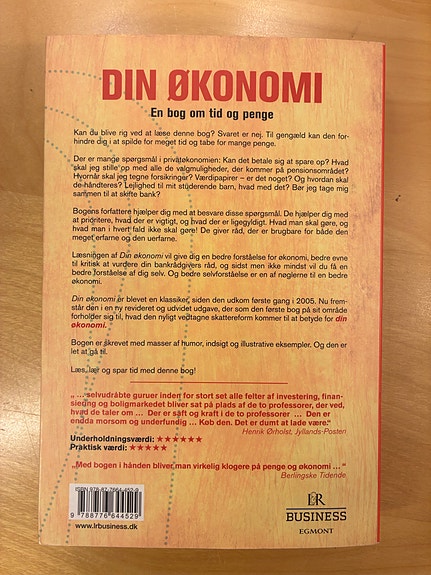 DIN ØKONOMI
En bog om tid og penge
Kan du blive rig ved at læse denne bog? Svaret er nej. Til gengæld kan den for-
hindre dig i at spilde for meget tid og tabe for mange penge.
Der er mange spørgsmål i privatøkonomien: Kan det betale sig at spare op? Hvad
skal jeg stille op med alle de valgmuligheder, der kommer på pensionsområdet?
Hvornår skal jeg tegne forsikringer? Værdipapirer – er det noget? Og hvordan skal
de håndteres? Lejlighed til mit studerende barn, hvad med det? Bør jeg tage mig
sammen til at skifte bank?
Bogens forfattere hjælper dig med at besvare disse spørgsmål. De hjælper dig med
at prioritere, hvad der er vigtigt, og hvad der er ligegyldigt. Hvad man skal gøre, og
hvad man i hvert fald ikke skal gøre! De giver råd, der er brugbare for både den
meget erfarne og den uerfarne.
Læsningen af Din økonomi vil give dig en bedre forståelse for økonomi, bedre evne
til kritisk at vurdere din bankrådgivers råd, og sidst men ikke mindst vil du få en
bedre forståelse af dig selv. Og bedre selvforståelse er en af nøglerne til en bedre
økonomi.
Din økonomi er blevet en klassiker, siden den udkom første gang i 2005. Nu frem-
står den i en ny revideret og udvidet udgave, der som den første bog på sit område
forholder sig til, hvad den nyligt vedtagne skattereform kommer til at betyde for din
økonomi.
Bogen er skrevet med masser af humor, indsigt og illustrative eksempler. Og den er
let at gå til.
Læs, lær og spar tid med denne bog!
„ ... selvudråbte guruer inden for stort set alle felter af investering, finan-
siering og boligmarkedet bliver sat på plads af de to professorer, der ved,
hvad de taler om ... Der er saft og kraft i de to professorer ... Den er
endda morsom og underfundig ... Køb den. Det er dumt at lade være.“
Henrik Ørholst, Jyllands-Posten
Underholdningsværdi: ★★★★★★
Praktisk værdi: ★★★★★
„Med bogen i hånden bliver man virkelig klogere på penge og økonomi ...“
Berlingske Tidende
ISBN 978-87-7664-452-9
9 788776 644529
www.lrbusiness.dk
L&R
BUSINESS
EGMONT